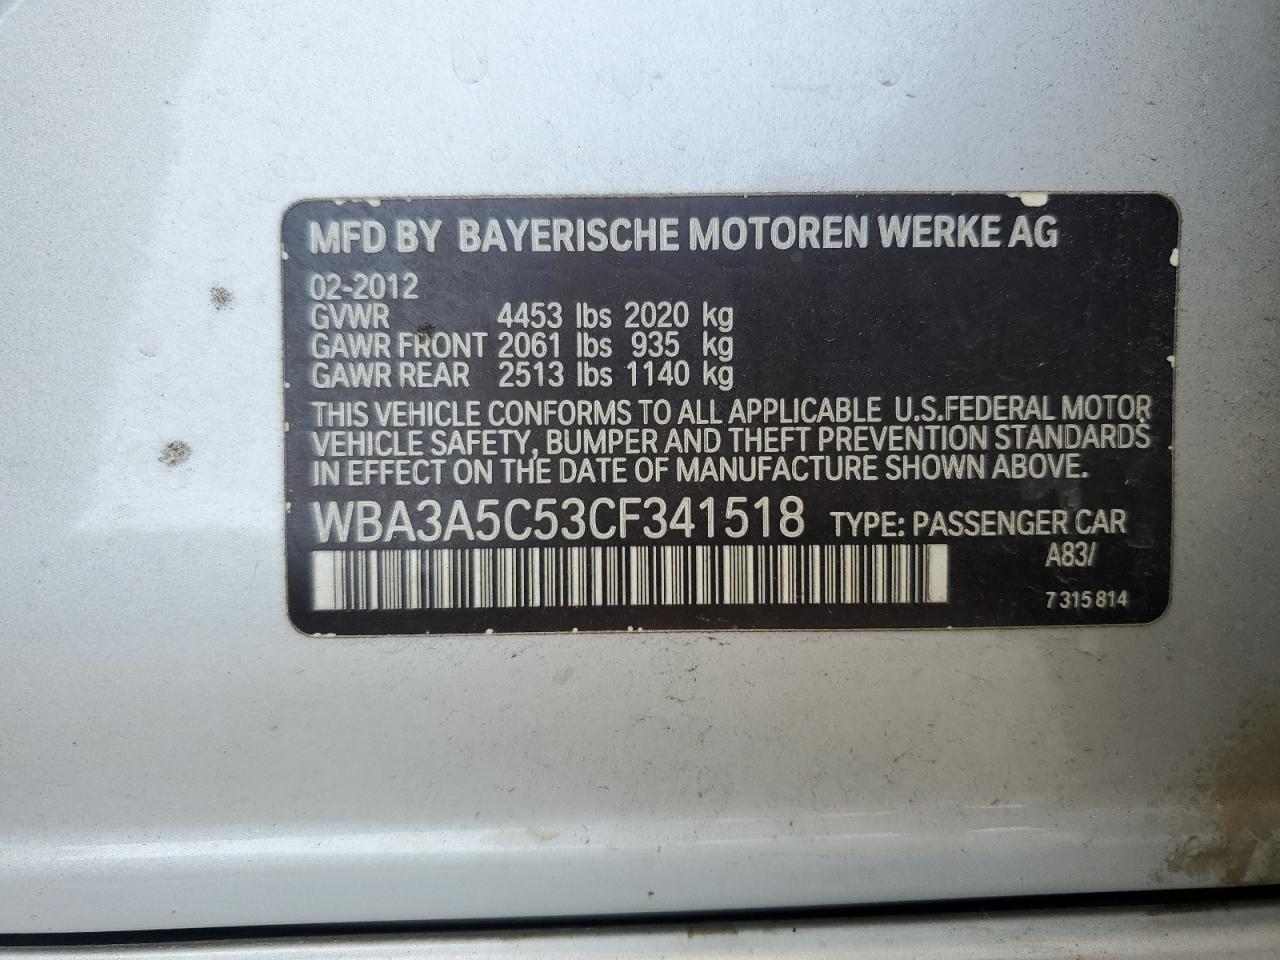 MFD BY BAYERISCHE MOTOREN WERKE AG
02-2012
GVWR 4453 lbs 2020 kg
GAWR FRONT 2061 lbs 935 kg
GAWR REAR 2513 lbs 1140 kg
THIS VEHICLE CONFORMS TO ALL APPLICABLE U.S.FEDERAL MOTOR
VEHICLE SAFETY, BUMPER AND THEFT PREVENTION STANDARDS
IN EFFECT ON THE DATE OF MANUFACTURE SHOWN ABOVE.
WBA3A5C53CF341518 TYPE: PASSENGER CAR
A83/
7 315 814